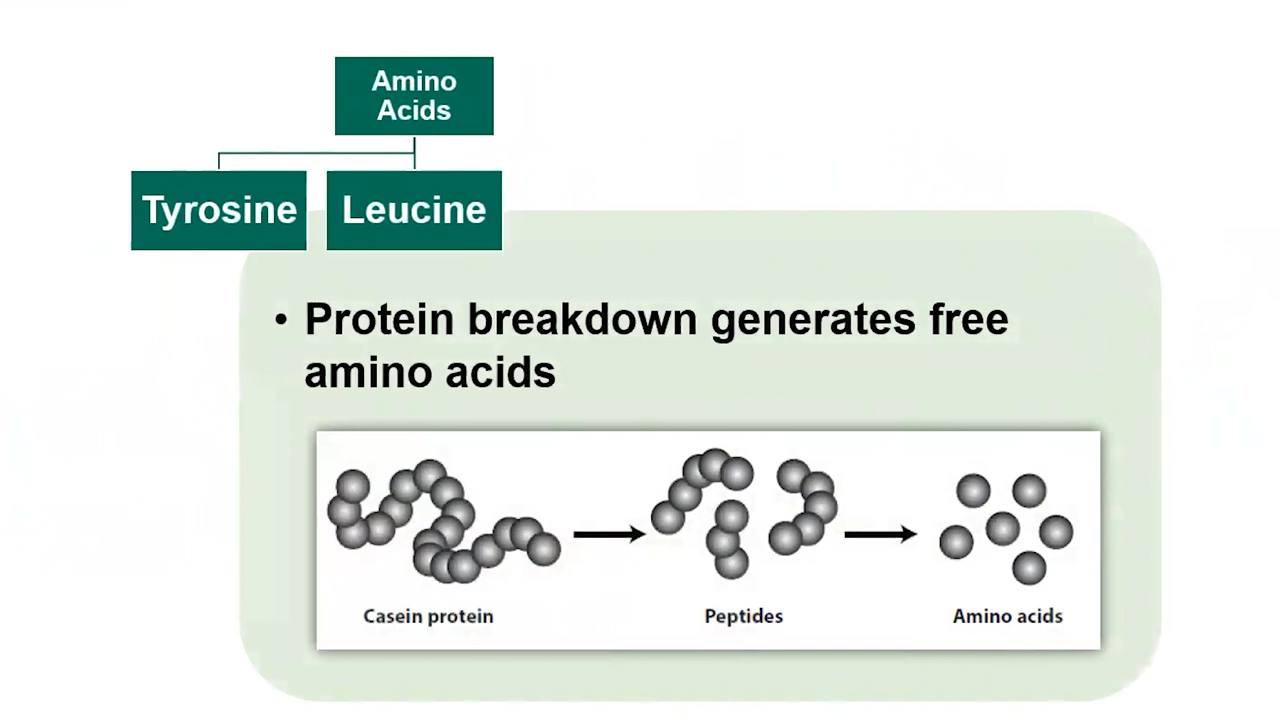 Amino
Acids
Tyrosine
Leucine
• Protein breakdown generates free
amino acids
Casein protein
Peptides
Amino acids